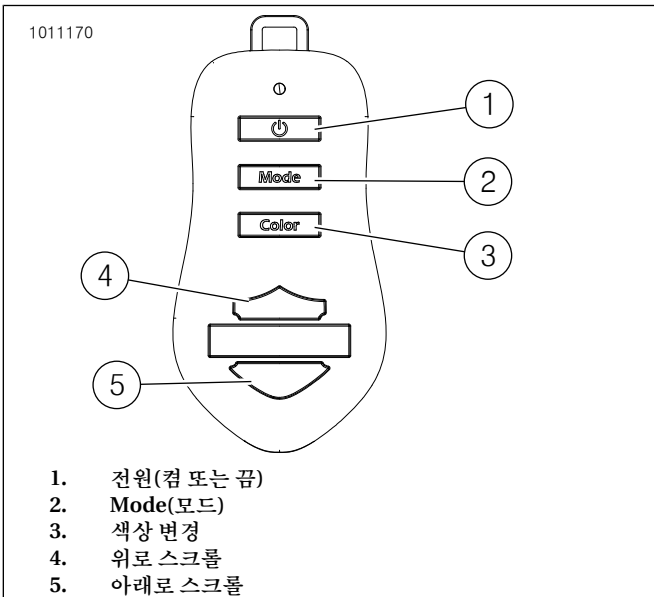 1011170
1
Mode
2
Color
3
4
5
1. 전원(켬 또는 끔)
2. Mode(모드)
3. 색상 변경
4. 위로 스크롤
5. 아래로 스크롤